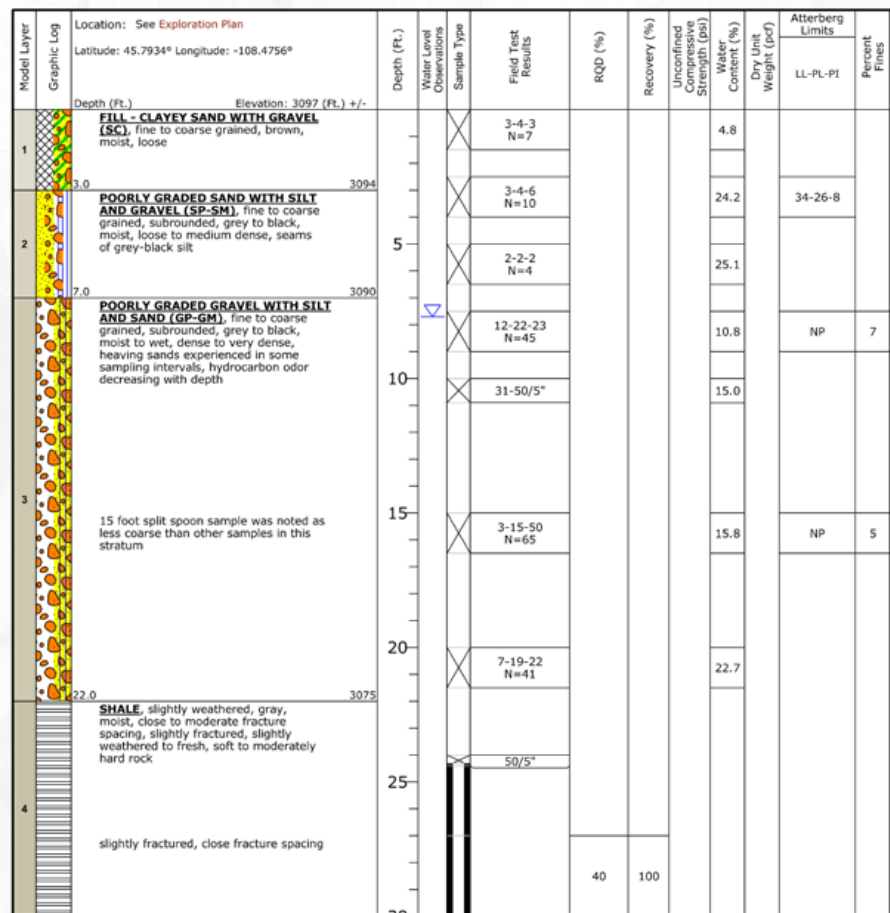 Model Layer
Graphic Log
Location: See Exploration Plan
Latitude: 45.7934° Longitude: -108.4756°
Depth (Ft.) Elevation: 3097 (Ft.) +/-
Depth (Ft.)
Water Level
Observations
Sample Type
Field Test
Results
RQD (%)
Recovery (%)
Unconfined
Compressive
Strength (psi)
Water
Content (%)
Dry Unit
Weight (pcf)
Atterberg
Limits
LL-PL-PI
Percent
Fines
1
FILL - CLAYEY SAND WITH GRAVEL
(SC), fine to coarse grained, brown,
moist, loose
3.0 3094
3-4-3
N=7
4.8
2
POORLY GRADED SAND WITH SILT
AND GRAVEL (SP-SM), fine to coarse
grained, subrounded, grey to black,
moist, loose to medium dense, seams
of grey-black silt
7.0 3090
3-4-6
N=10
24.2
34-26-8
5
2-2-2
N=4
25.1
3
POORLY GRADED GRAVEL WITH SILT
AND SAND (GP-GM), fine to coarse
grained, subrounded, grey to black,
moist to wet, dense to very dense,
heaving sands experienced in some
sampling intervals, hydrocarbon odor
decreasing with depth
12-22-23
N=45
10.8
NP
7
10
31-50/5"
15.0
15 foot split spoon sample was noted as
less coarse than other samples in this
stratum
15
3-15-50
N=65
15.8
NP
5
20
7-19-22
N=41
22.7
22.0 3075
4
SHALE, slightly weathered, gray,
moist, close to moderate fracture
spacing, slightly fractured, slightly
weathered to fresh, soft to moderately
hard rock
50/5"
25
slightly fractured, close fracture spacing
40
100